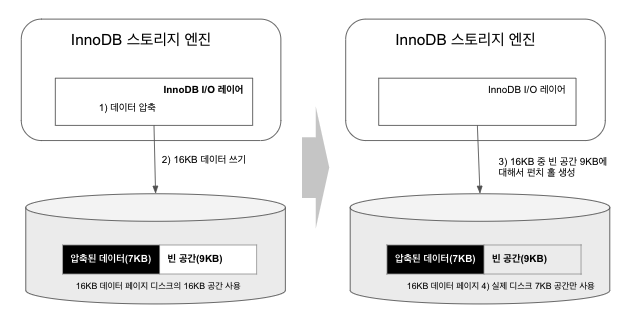 InnoDB 스토리지 엔진
InnoDB I/O 레이어
1) 데이터 압축
2) 16KB 데이터 쓰기
압축된 데이터(7KB)
빈 공간(9KB)
16KB 데이터 페이지 디스크의 16KB 공간 사용
InnoDB 스토리지 엔진
InnoDB I/O 레이어
3) 16KB 중 빈 공간 9KB에
대해서 펀치 홀 생성
압축된 데이터(7KB)
빈 공간(9KB)
16KB 데이터 페이지 4) 실제 디스크 7KB 공간만 사용